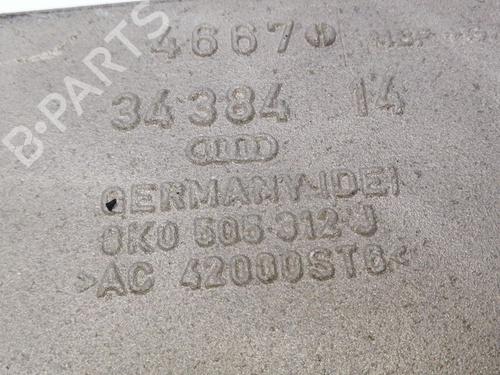 4667
34384 14
GERMANY (DE)
8K0 505 312 J
>AC 42000ST6<
B-PARTS